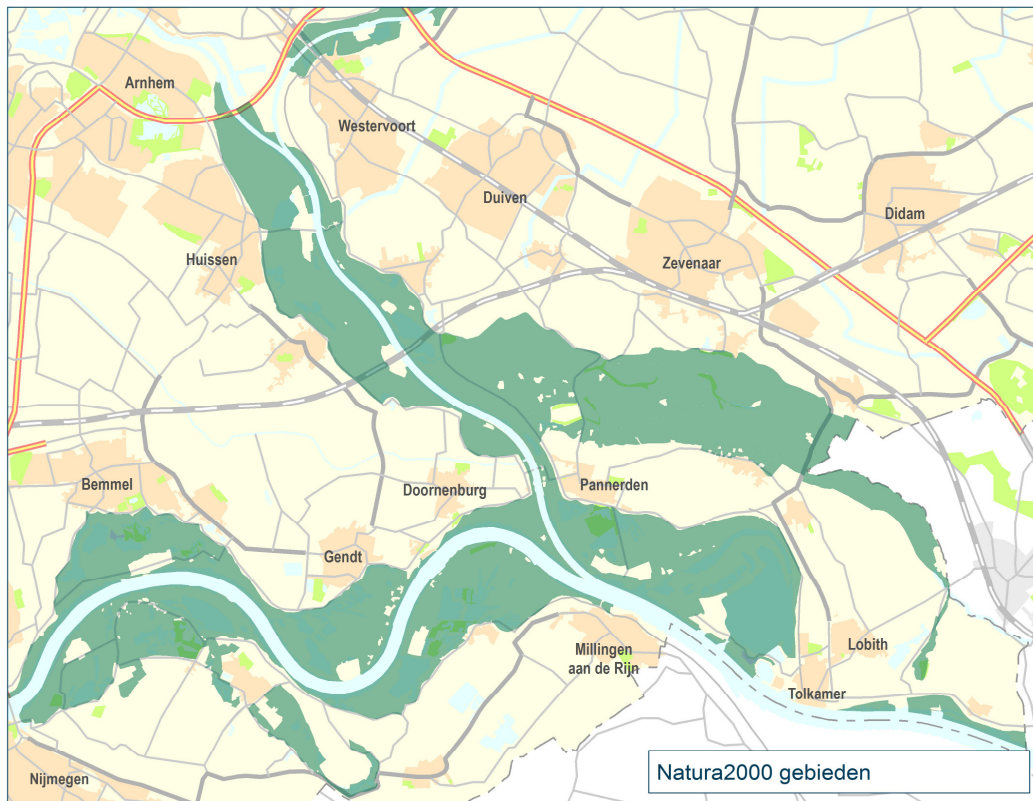 Arnhem
Westervoort
Duiven
Didam
Huissen
Zevenaar
Bemmel
Doornenburg
Pannerden
Gendt
Millingen
aan de Rijn
Lobith
Tolkamer
Nijmegen
Natura2000 gebieden